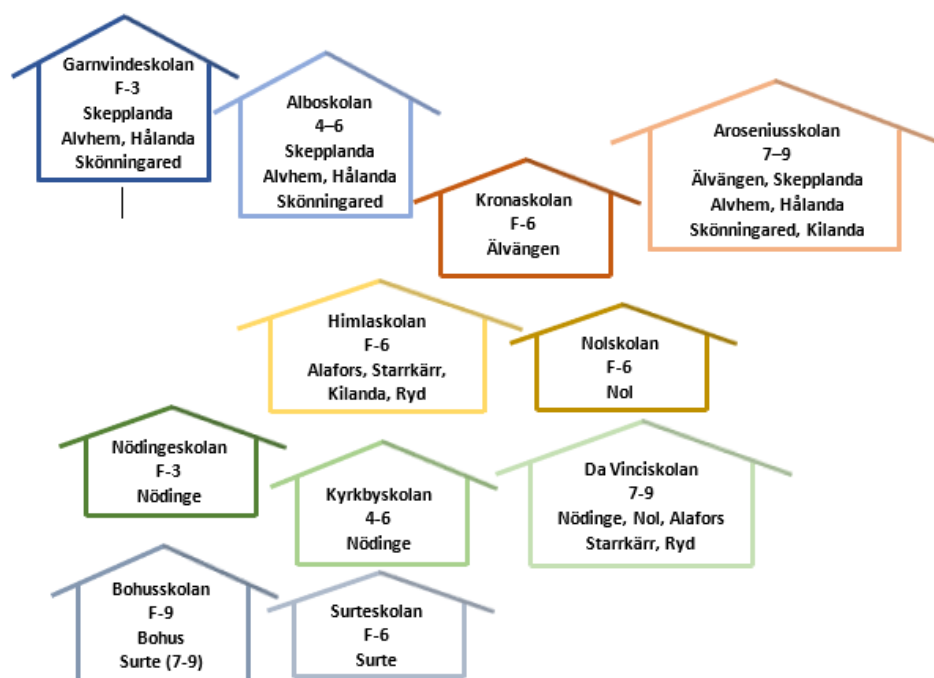 Garnvindeskolan
F-3
Skepplanda
Alvhem, Hålanda
Skönningared
Alboskolan
4–6
Skepplanda
Alvhem, Hålanda
Skönningared
Aroseniusskolan
7–9
Älvängen, Skepplanda
Alvhem, Hålanda
Skönningared, Kilanda
Kronaskolan
F-6
Älvängen
Himlaskolan
F-6
Alafors, Starrkärr,
Kilanda, Ryd
Nolskolan
F-6
Nol
Nödingeskolan
F-3
Nödinge
Kyrkbyskolan
4-6
Nödinge
Da Vinciskolan
7-9
Nödinge, Nol, Alafors
Starrkärr, Ryd
Bohusskolan
F-9
Bohus
Surte (7-9)
Surteskolan
F-6
Surte